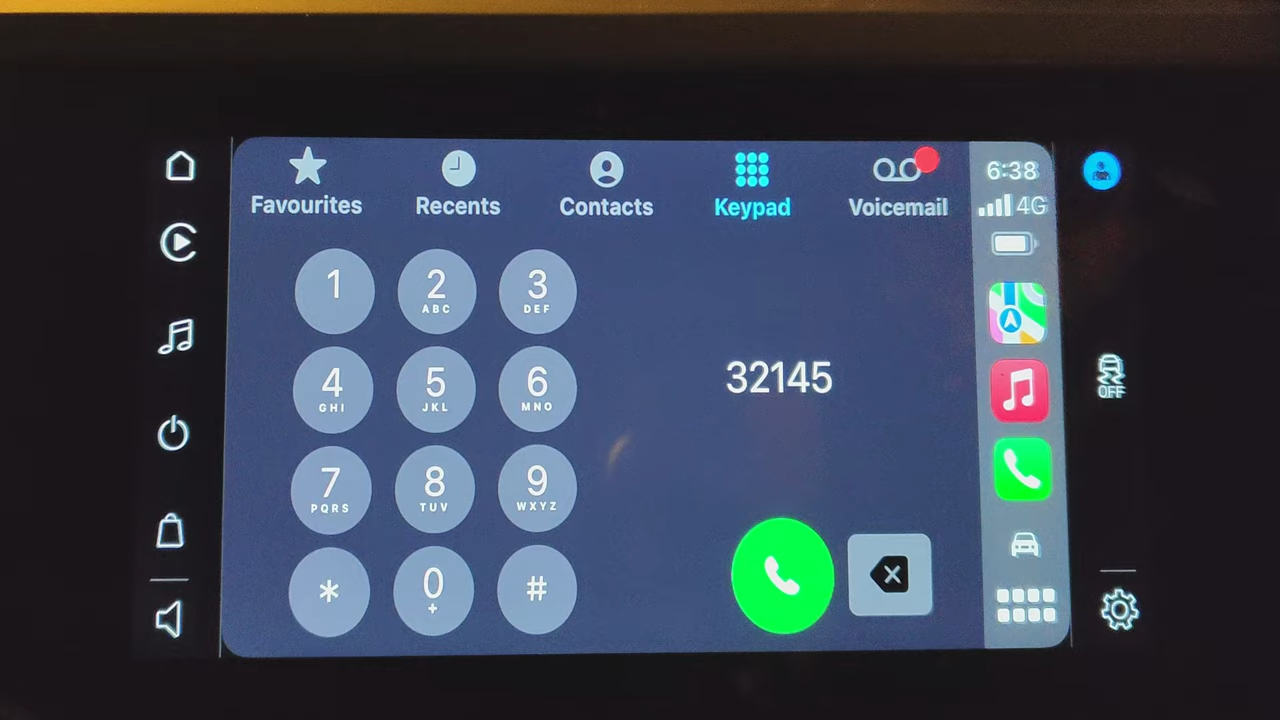 Favourites Recents Contacts Keypad Voicemail
6:38
4G
1
2 ABC
3 DEF
4 GHI
5 JKL
6 MNO
32145
OFF
7 PQRS
8 TUV
9 WXYZ
*
0 +
#